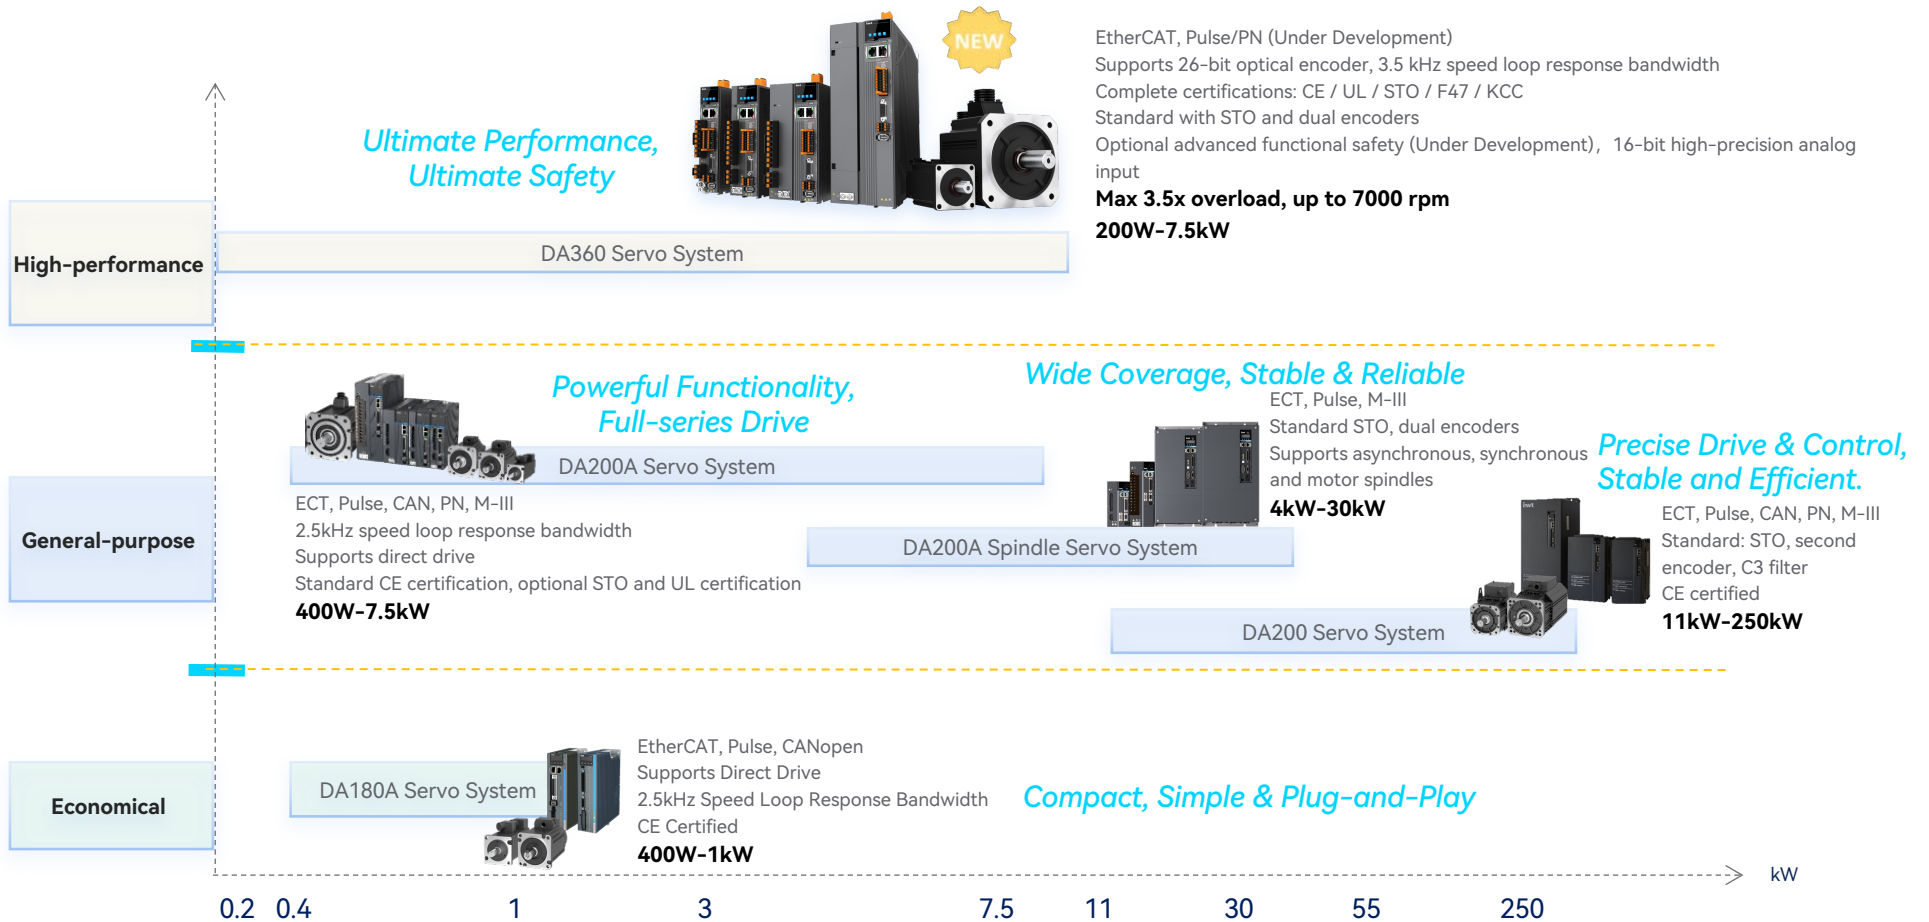 NEW
EtherCAT, Pulse/PN (Under Development)
Supports 26-bit optical encoder, 3.5 kHz speed loop response bandwidth
Complete certifications: CE / UL / STO / F47 / KCC
Standard with STO and dual encoders
Optional advanced functional safety (Under Development),  16-bit high-precision analog
input
Max 3.5x overload, up to 7000 rpm
200W-7.5kW
Ultimate Performance,
Ultimate Safety
High-performance
DA360 Servo System
Powerful Functionality,
Full-series Drive
DA200A Servo System
ECT, Pulse, CAN, PN, M-III
2.5kHz speed loop response bandwidth
Supports direct drive
Standard CE certification, optional STO and UL certification
400W-7.5kW
General-purpose
Wide Coverage, Stable & Reliable
ECT, Pulse, M-III
Standard STO, dual encoders
Supports asynchronous, synchronous
and motor spindles
4kW-30kW
DA200A Spindle Servo System
Precise Drive & Control,
Stable and Efficient.
invt
ECT, Pulse, CAN, PN, M-III
Standard: STO, second
encoder, C3 filter
CE certified
11kW-250kW
DA200 Servo System
Economical
DA180A Servo System
EtherCAT, Pulse, CANopen
Supports Direct Drive
2.5kHz Speed Loop Response Bandwidth
CE Certified
400W-1kW
Compact, Simple & Plug-and-Play
kW
0.2 0.4 1 3 7.5 11 30 55 250